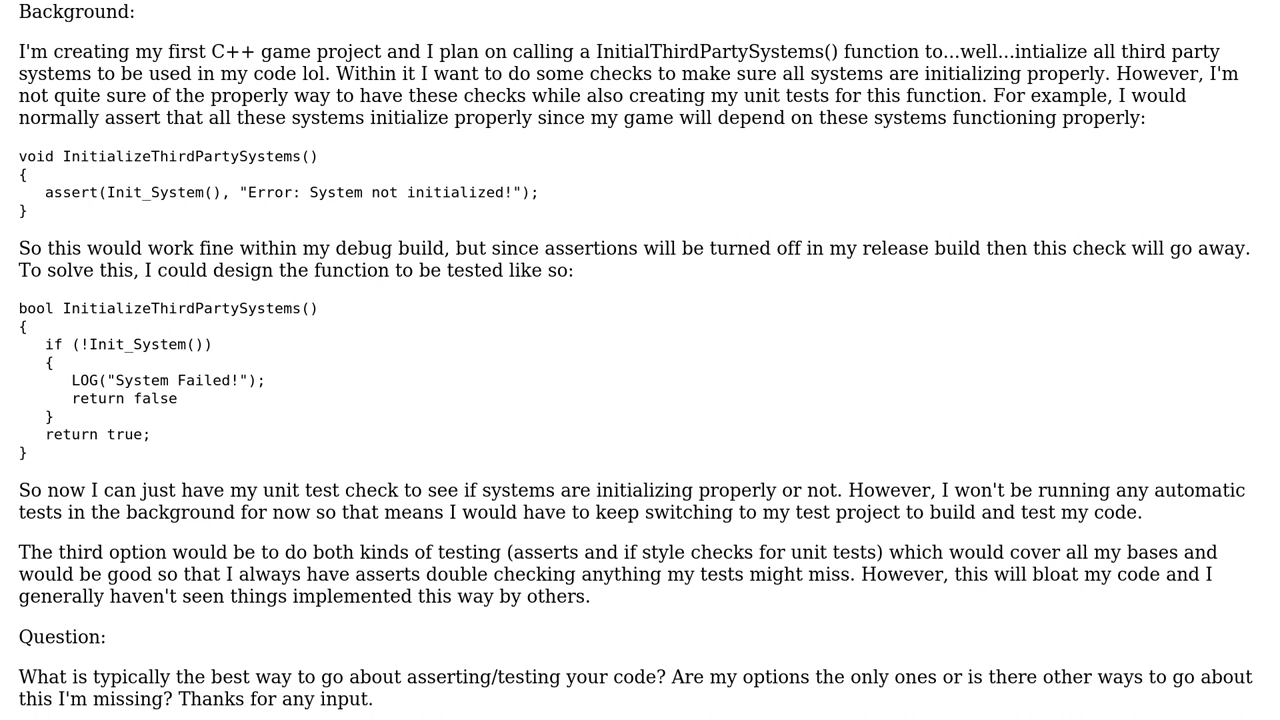 Background:
I'm creating my first C++ game project and I plan on calling a InitialThirdPartySystems() function to...well...intialize all third party
systems to be used in my code lol. Within it I want to do some checks to make sure all systems are initializing properly. However, I'm
not quite sure of the properly way to have these checks while also creating my unit tests for this function. For example, I would
normally assert that all these systems initialize properly since my game will depend on these systems functioning properly:
void InitializeThirdPartySystems()
{
   assert(Init_System(), "Error: System not initialized!");
}
So this would work fine within my debug build, but since assertions will be turned off in my release build then this check will go away.
To solve this, I could design the function to be tested like so:
bool InitializeThirdPartySystems()
{
   if (!Init_System())
   {
      LOG("System Failed!");
      return false
   }
   return true;
}
So now I can just have my unit test check to see if systems are initializing properly or not. However, I won't be running any automatic
tests in the background for now so that means I would have to keep switching to my test project to build and test my code.
The third option would be to do both kinds of testing (asserts and if style checks for unit tests) which would cover all my bases and
would be good so that I always have asserts double checking anything my tests might miss. However, this will bloat my code and I
generally haven't seen things implemented this way by others.
Question:
What is typically the best way to go about asserting/testing your code? Are my options the only ones or is there other ways to go about
this I'm missing? Thanks for any input.